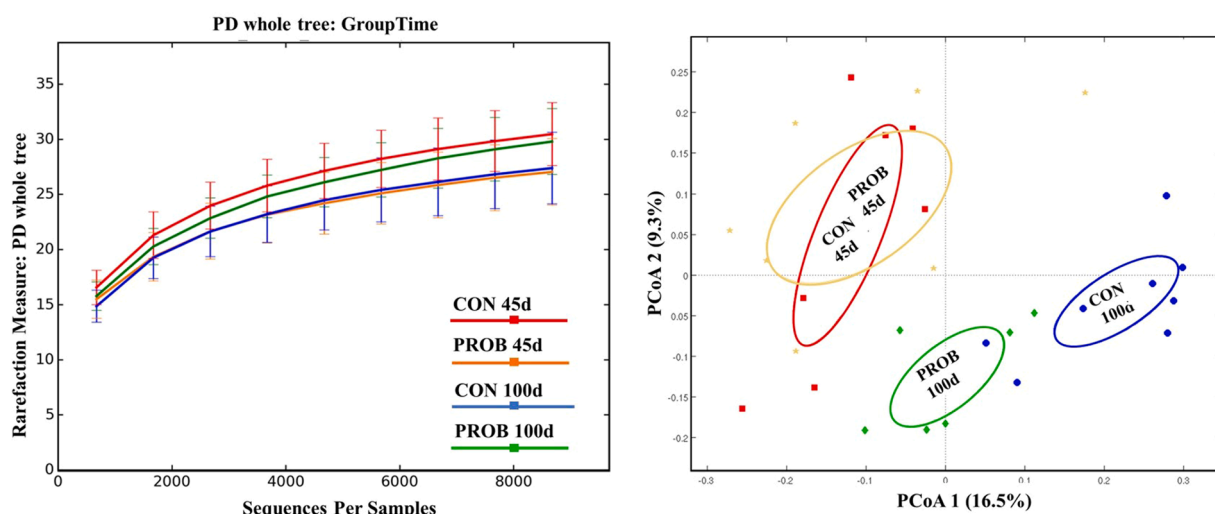 PD whole tree: GroupTime
Rarefaction Measure: PD whole tree
35
30
25
20
15
10
5
0
2000
4000
6000
8000
Sequences Per Samples
CON 45d
PROB 45d
CON 100d
PROB 100d
PCoA 2 (9.3%)
0.25
0.2
0.15
0.1
0.05
0
-0.05
-0.1
-0.15
-0.2
-0.3
-0.2
-0.1
0
0.1
0.2
0.3
PCoA 1 (16.5%)
PROB
45d
CON
45d
CON
100d
PROB
100d